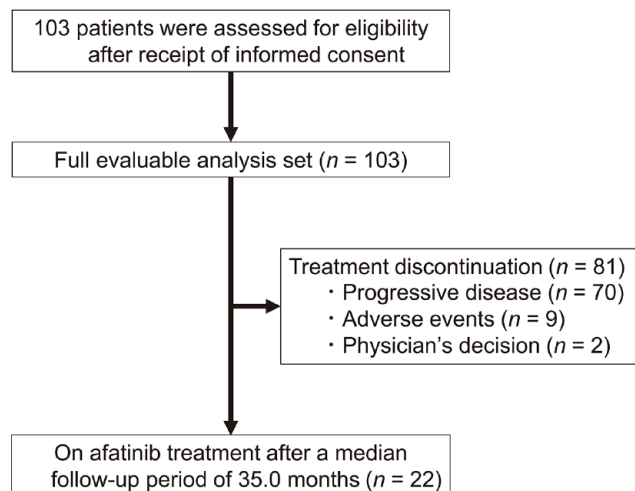 103 patients were assessed for eligibility
after receipt of informed consent
Full evaluable analysis set (n = 103)
Treatment discontinuation (n = 81)
・Progressive disease (n = 70)
・Adverse events (n = 9)
・Physician's decision (n = 2)
On afatinib treatment after a median
follow-up period of 35.0 months (n = 22)